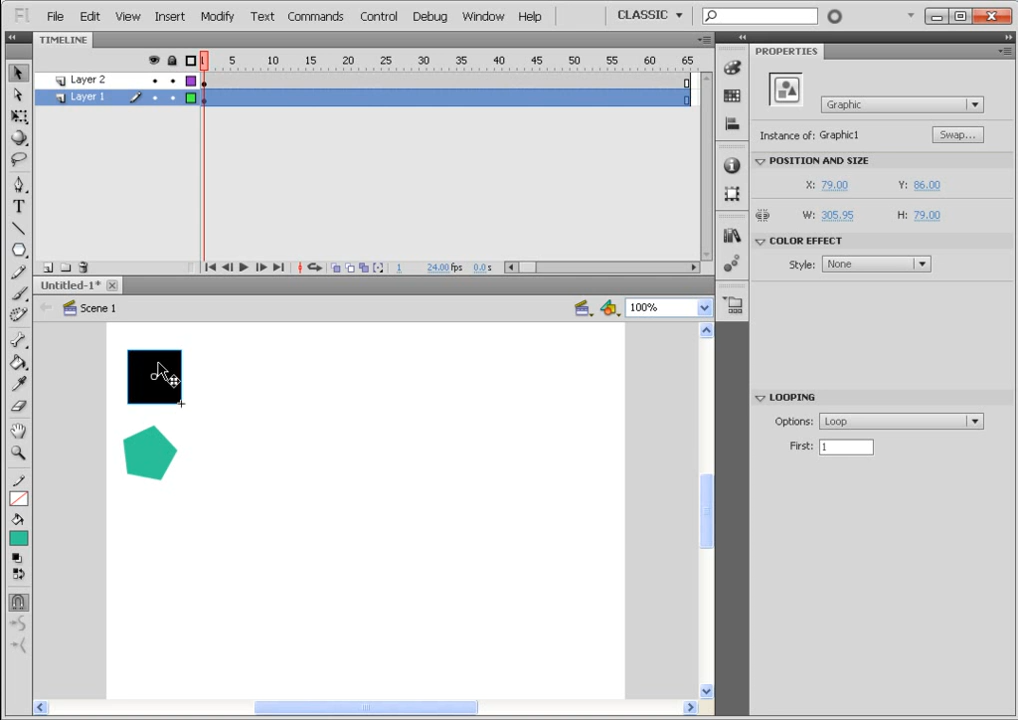 Fl File Edit View Insert Modify Text Commands Control Debug Window Help CLASSIC
TIMELINE
1 5 10 15 20 25 30 35 40 45 50 55 60 65
Layer 2
Layer 1
1 24.00 fps 0.0 s
Untitled-1*
Scene 1 100%
PROPERTIES
Graphic
Instance of: Graphic1 Swap...
POSITION AND SIZE
X: 79.00 Y: 86.00
W: 305.95 H: 79.00
COLOR EFFECT
Style: None
LOOPING
Options: Loop
First: 1